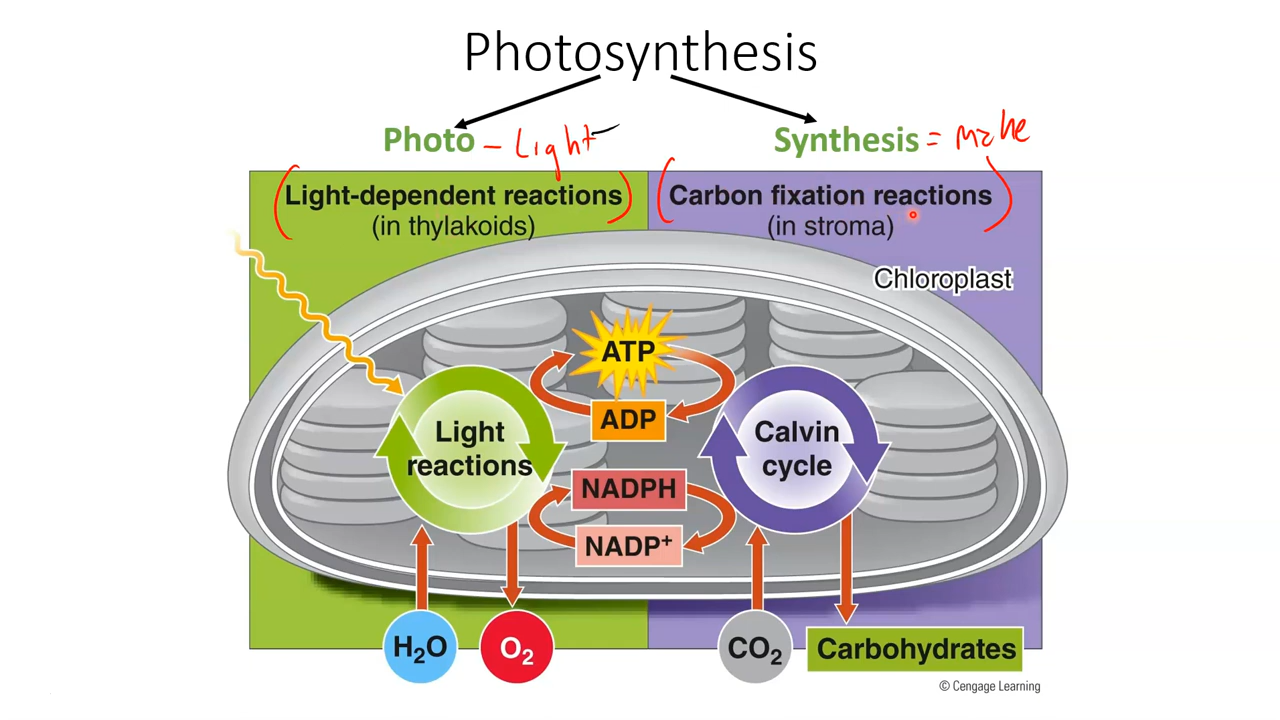 Photosynthesis
Photo - Light
Synthesis = make
Light-dependent reactions
(in thylakoids)
Carbon fixation reactions
(in stroma)
Chloroplast
ATP
ADP
Light
reactions
Calvin
cycle
NADPH
NADP⁺
H₂O
O₂
CO₂
Carbohydrates
© Cengage Learning